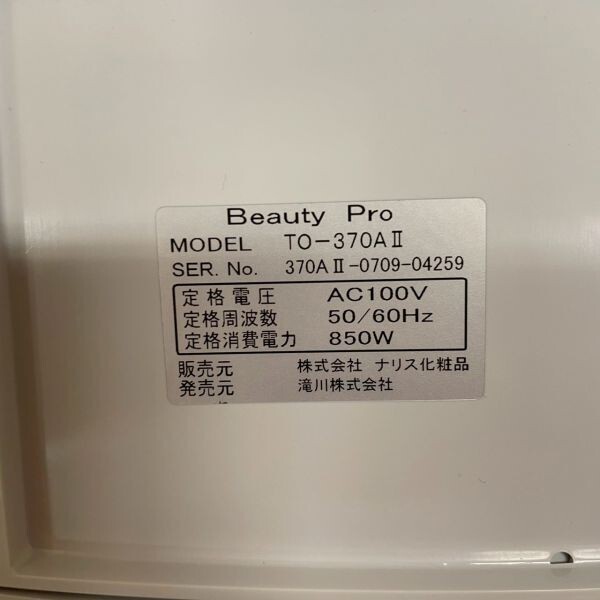 Beauty Pro
MODEL TO-370AⅡ
SER. No. 370AⅡ-0709-04259
定格電圧 AC100V
定格周波数 50/60Hz
定格消費電力 850W
販売元 株式会社 ナリス化粧品
発売元 滝川株式会社